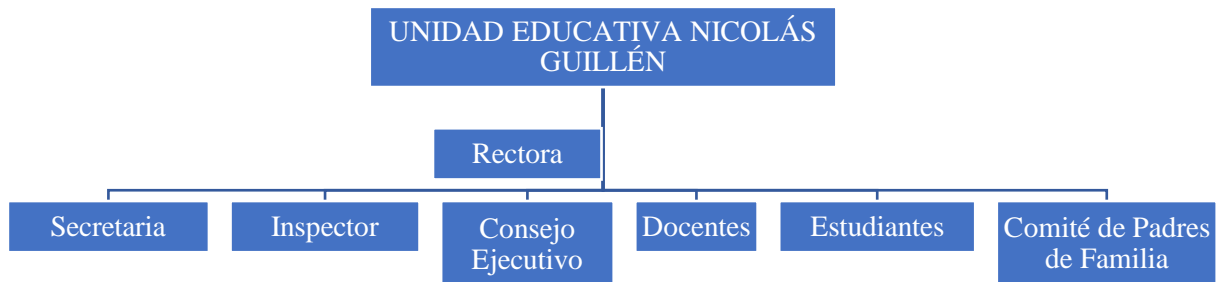 UNIDAD EDUCATIVA NICOLÁS
GUILLÉN
Rectora
Secretaria
Inspector
Consejo
Ejecutivo
Docentes
Estudiantes
Comité de Padres
de Familia